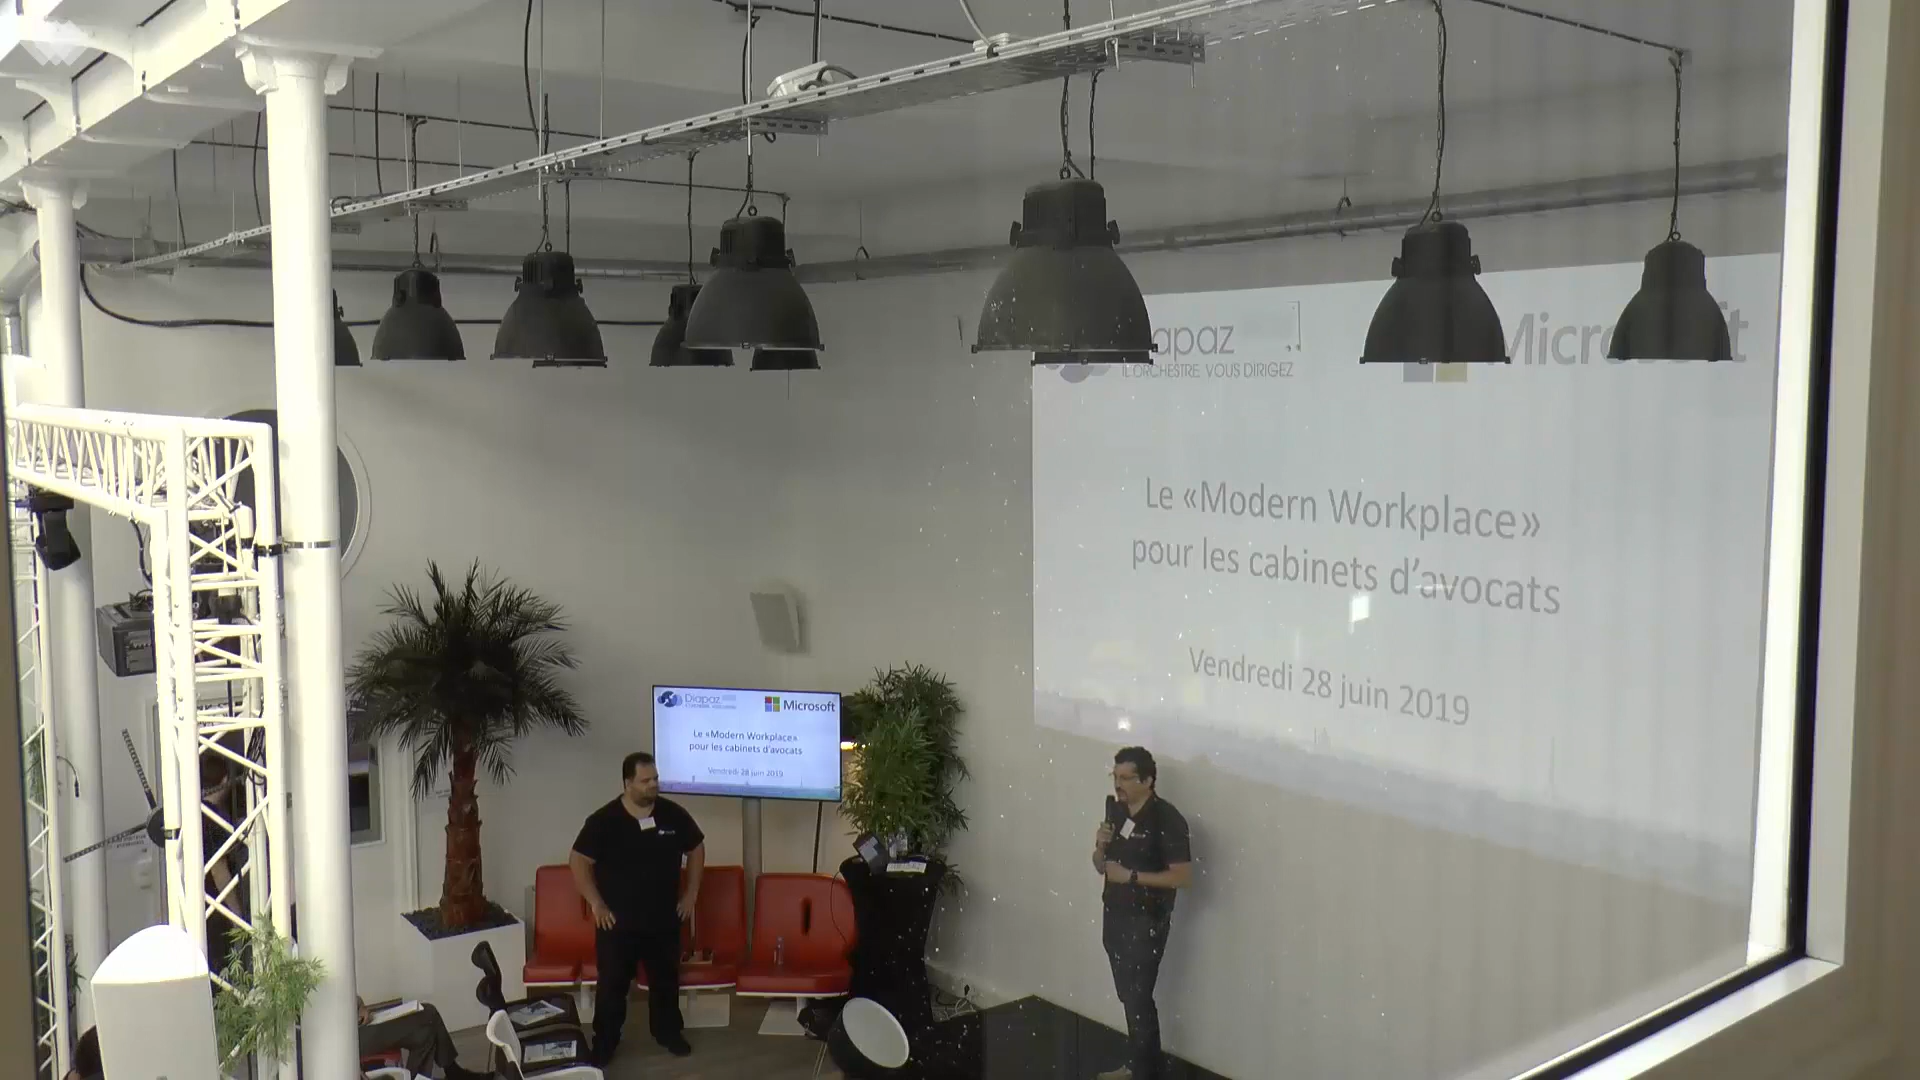 Diapaz
IL ORCHESTRE, VOUS DIRIGEZ
Microsoft
Le «Modern Workplace»
pour les cabinets d'avocats
Vendredi 28 juin 2019
Diapaz
Microsoft
Le «Modern Workplace»
pour les cabinets d'avocats
Vendredi 28 juin 2019